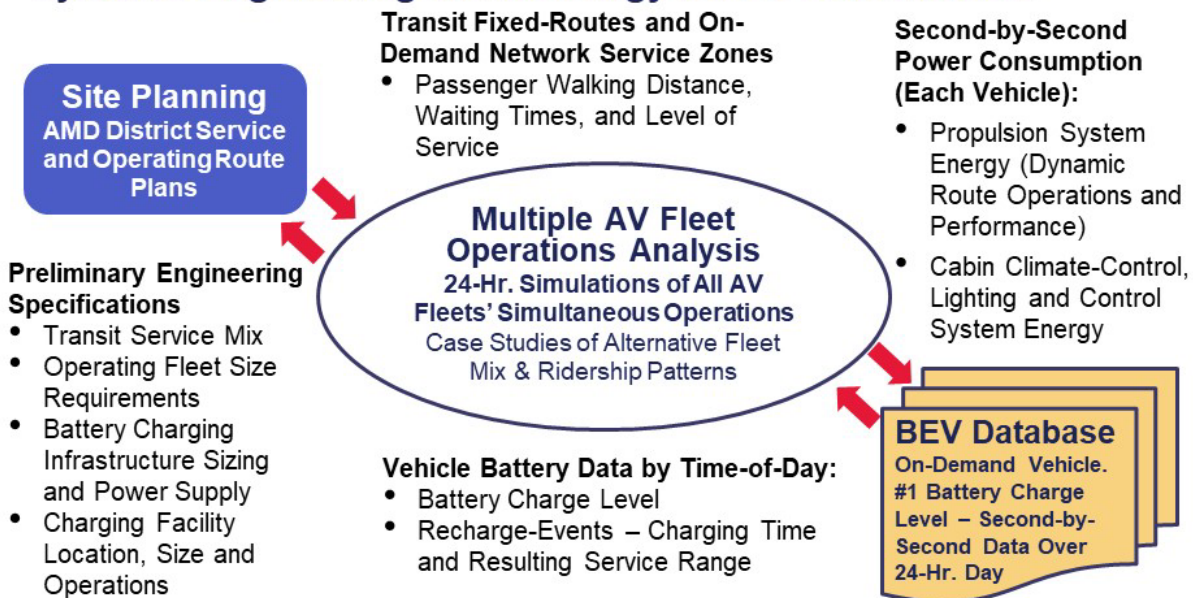 Transit Fixed-Routes and On-
Demand Network Service Zones
• Passenger Walking Distance,
Waiting Times, and Level of
Service
Second-by-Second
Power Consumption
(Each Vehicle):
• Propulsion System
Energy (Dynamic
Route Operations and
Performance)
• Cabin Climate-Control,
Lighting and Control
System Energy
Site Planning
AMD District Service
and Operating Route
Plans
Multiple AV Fleet
Operations Analysis
24-Hr. Simulations of All AV
Fleets' Simultaneous Operations
Case Studies of Alternative Fleet
Mix & Ridership Patterns
Preliminary Engineering
Specifications
• Transit Service Mix
• Operating Fleet Size
Requirements
• Battery Charging
Infrastructure Sizing
and Power Supply
• Charging Facility
Location, Size and
Operations
Vehicle Battery Data by Time-of-Day:
• Battery Charge Level
• Recharge-Events – Charging Time
and Resulting Service Range
BEV Database
On-Demand Vehicle.
#1 Battery Charge
Level – Second-by-
Second Data Over
24-Hr. Day